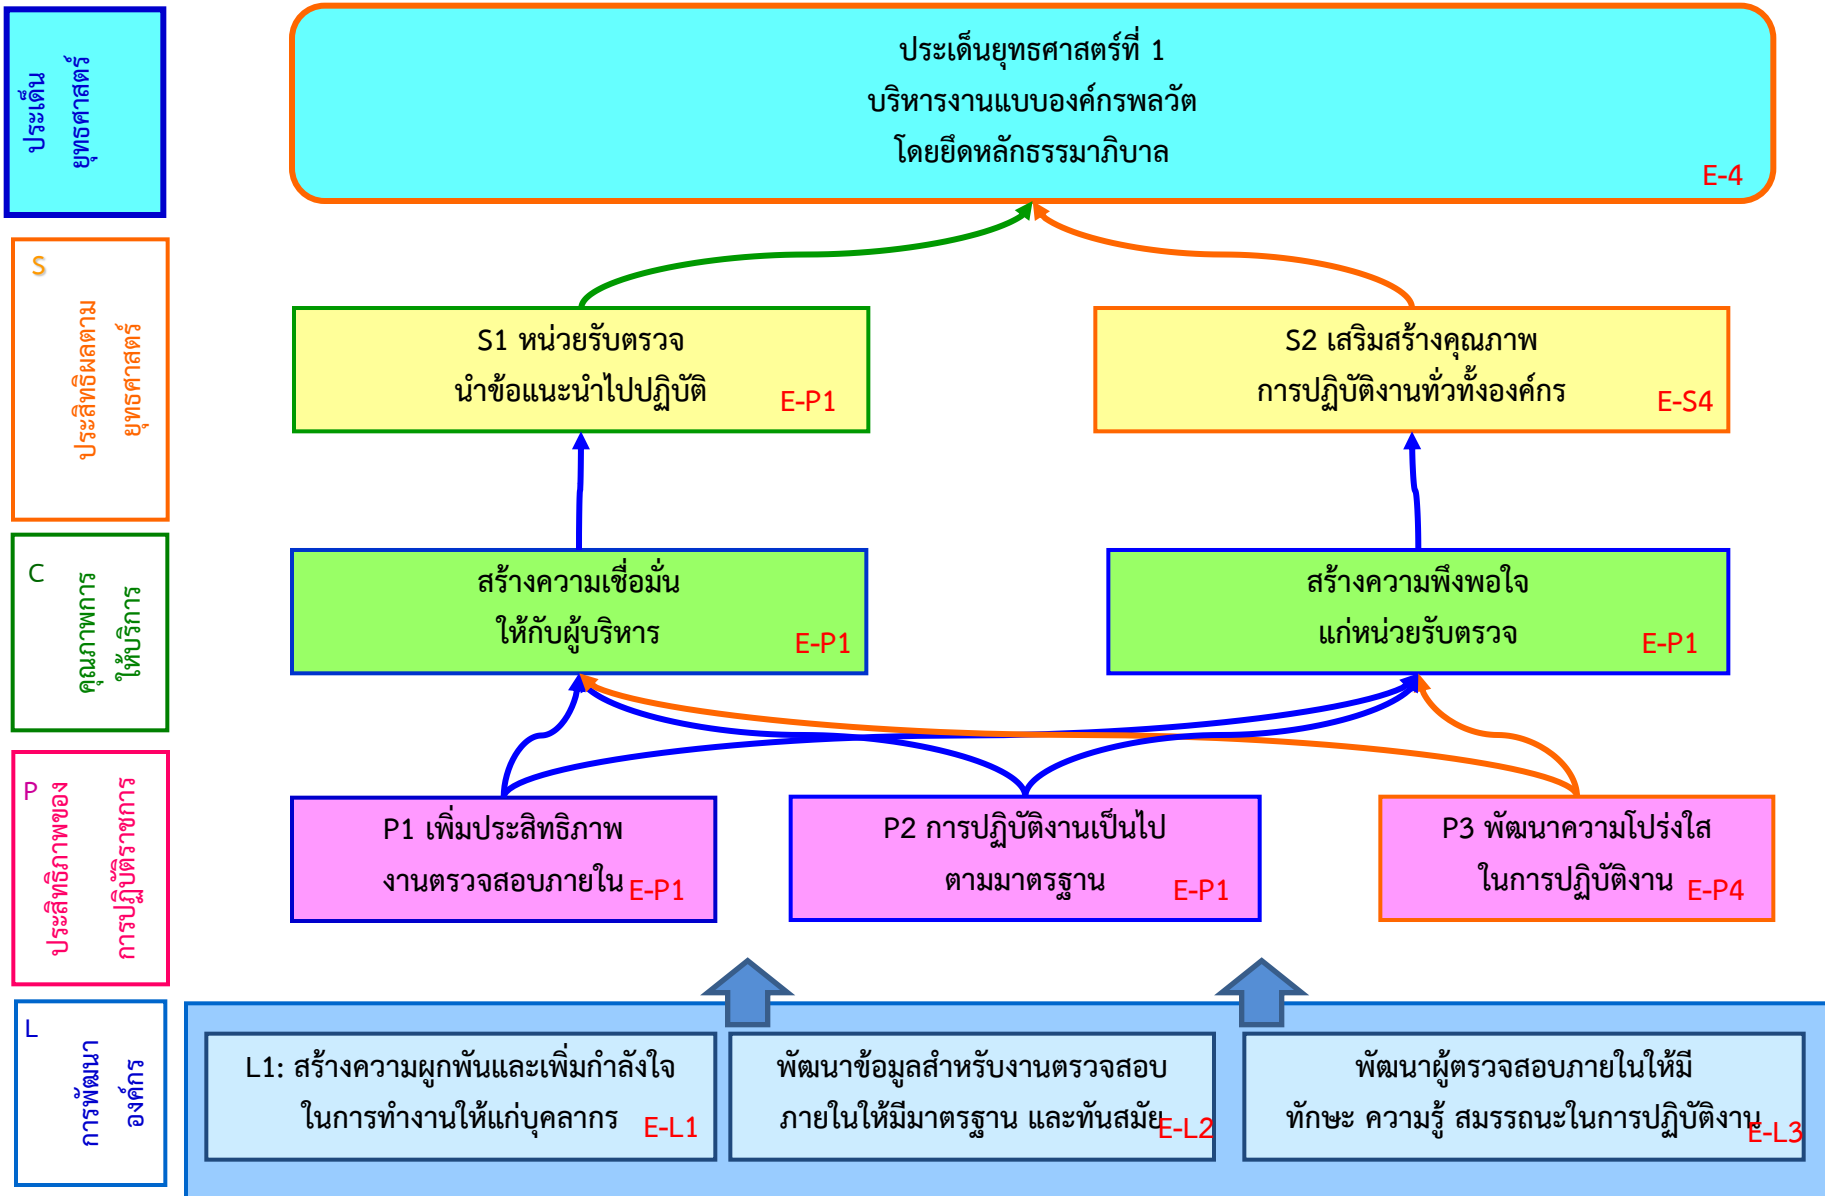 ประเด็น
ยุทธศาสตร์
ประเด็นยุทธศาสตร์ที่ 1
บริหารงานแบบองค์กรพลวัต
โดยยึดหลักธรรมาภิบาล
E-4
S
ประสิทธิผลตาม
ยุทธศาสตร์
S1 หน่วยรับตรวจ
นำข้อแนะนำไปปฏิบัติ
E-P1
S2 เสริมสร้างคุณภาพ
การปฏิบัติงานทั่วทั้งองค์กร
E-S4
C
คุณภาพการ
ให้บริการ
สร้างความเชื่อมั่น
ให้กับผู้บริหาร
E-P1
สร้างความพึงพอใจ
แก่หน่วยรับตรวจ
E-P1
P
ประสิทธิภาพของ
การปฏิบัติราชการ
P1 เพิ่มประสิทธิภาพ
งานตรวจสอบภายใน
E-P1
P2 การปฏิบัติงานเป็นไป
ตามมาตรฐาน
E-P1
P3 พัฒนาความโปร่งใส
ในการปฏิบัติงาน
E-P4
L
การพัฒนา
องค์กร
L1: สร้างความผูกพันและเพิ่มกำลังใจ
ในการทำงานให้แก่บุคลากร
E-L1
พัฒนาข้อมูลสำหรับงานตรวจสอบ
ภายในให้มีมาตรฐาน และทันสมัย
E-L2
พัฒนาผู้ตรวจสอบภายในให้มี
ทักษะ ความรู้ สมรรถนะในการปฏิบัติงาน
E-L3